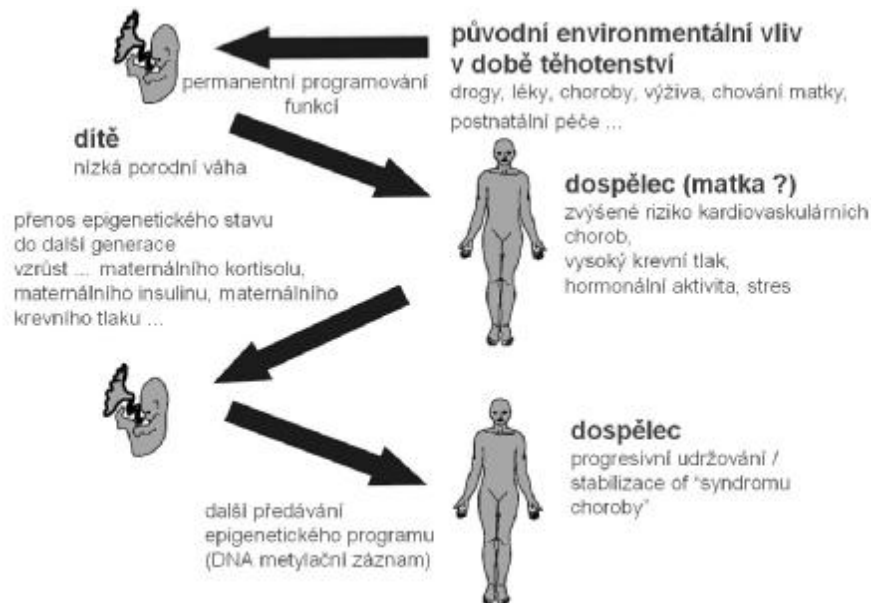 původní environmentální vliv
v době těhotenství
drogy, léky, choroby, výživa, chování matky,
postnatální péče ...
permanentní programování
funkcí
dítě
nízká porodní váha
dospělec (matka ?)
zvýšené riziko kardiovaskulárních
chorob,
vysoký krevní tlak,
hormonální aktivita, stres
přenos epigenetického stavu
do další generace
vzrůst ... maternálního kortisolu,
maternálního insulinu, maternálního
krevního tlaku ...
dospělec
progresivní udržování /
stabilizace of "syndromu
choroby"
další předávání
epigenetického programu
(DNA metylační záznam)